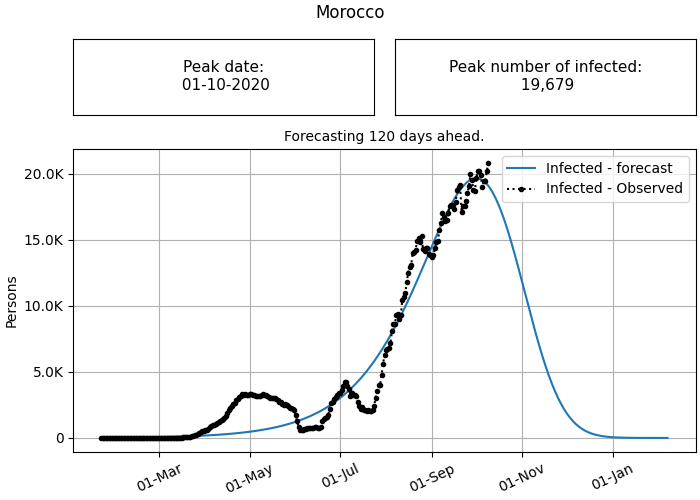 Morocco
Peak date:
01-10-2020
Peak number of infected:
19,679
Forecasting 120 days ahead.
Infected - forecast
Infected - Observed
20.0K
15.0K
10.0K
5.0K
0
Persons
01-Mar
01-May
01-Jul
01-Sep
01-Nov
01-Jan